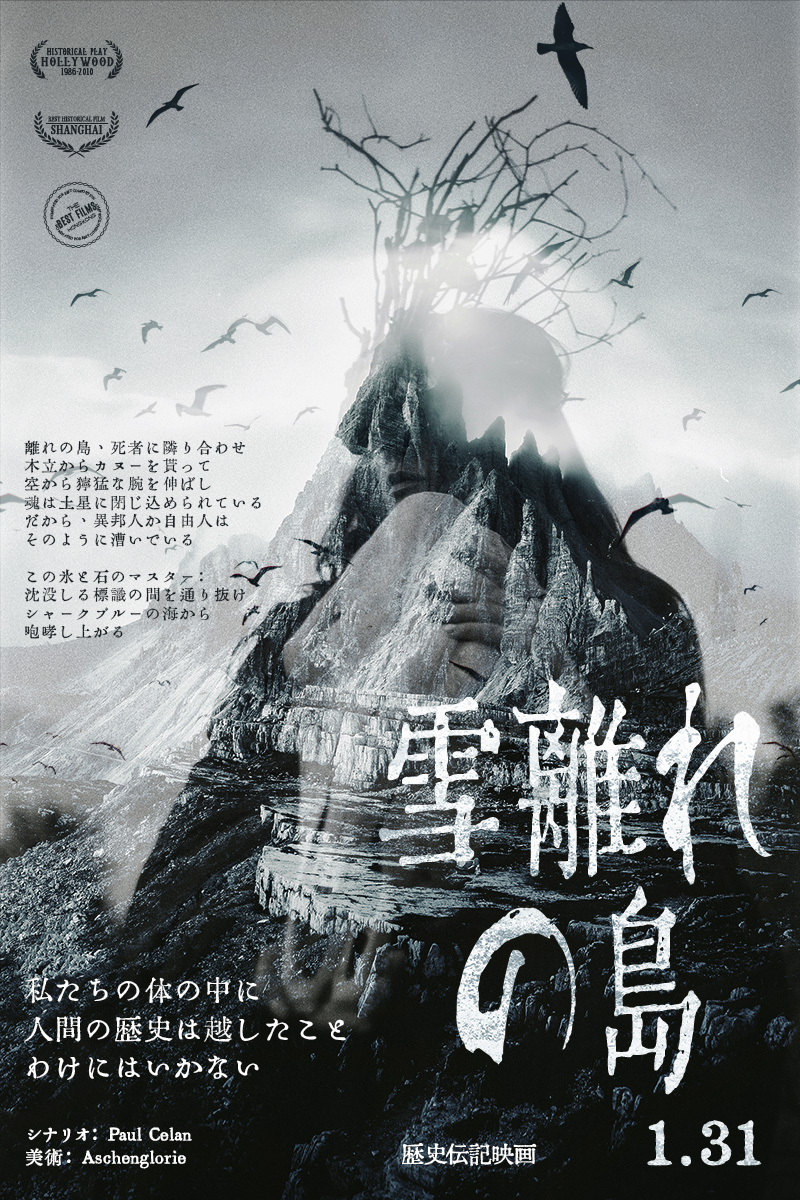 HISTORICAL PLAY
HOLLYWOOD
1986-2010
BEST HISTORICAL FILM
SHANGHAI
THE
BEST FILMS
HONGKONG
離れの島、死者に隣り合わせ
木立からカヌーを貰って
空から獰猛な腕を伸ばし
魂は土星に閉じ込められている
だから、異邦人か自由人は
そのように漕いでいる
この氷と石のマスター：
沈没しる標識の間を通り抜け
シャークブルーの海から
咆哮し上がる
雪離れ
の島
私たちの体の中に
人間の歴史は越したこと
わけにはいかない
シナリオ：Paul Celan
美術：Aschenglorie
歴史伝記映画
1.31